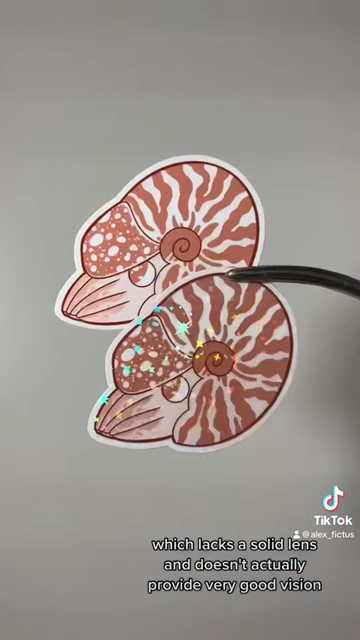 TikTok
@alex_fictus
which lacks a solid lens
and doesn't actually
provide very good vision